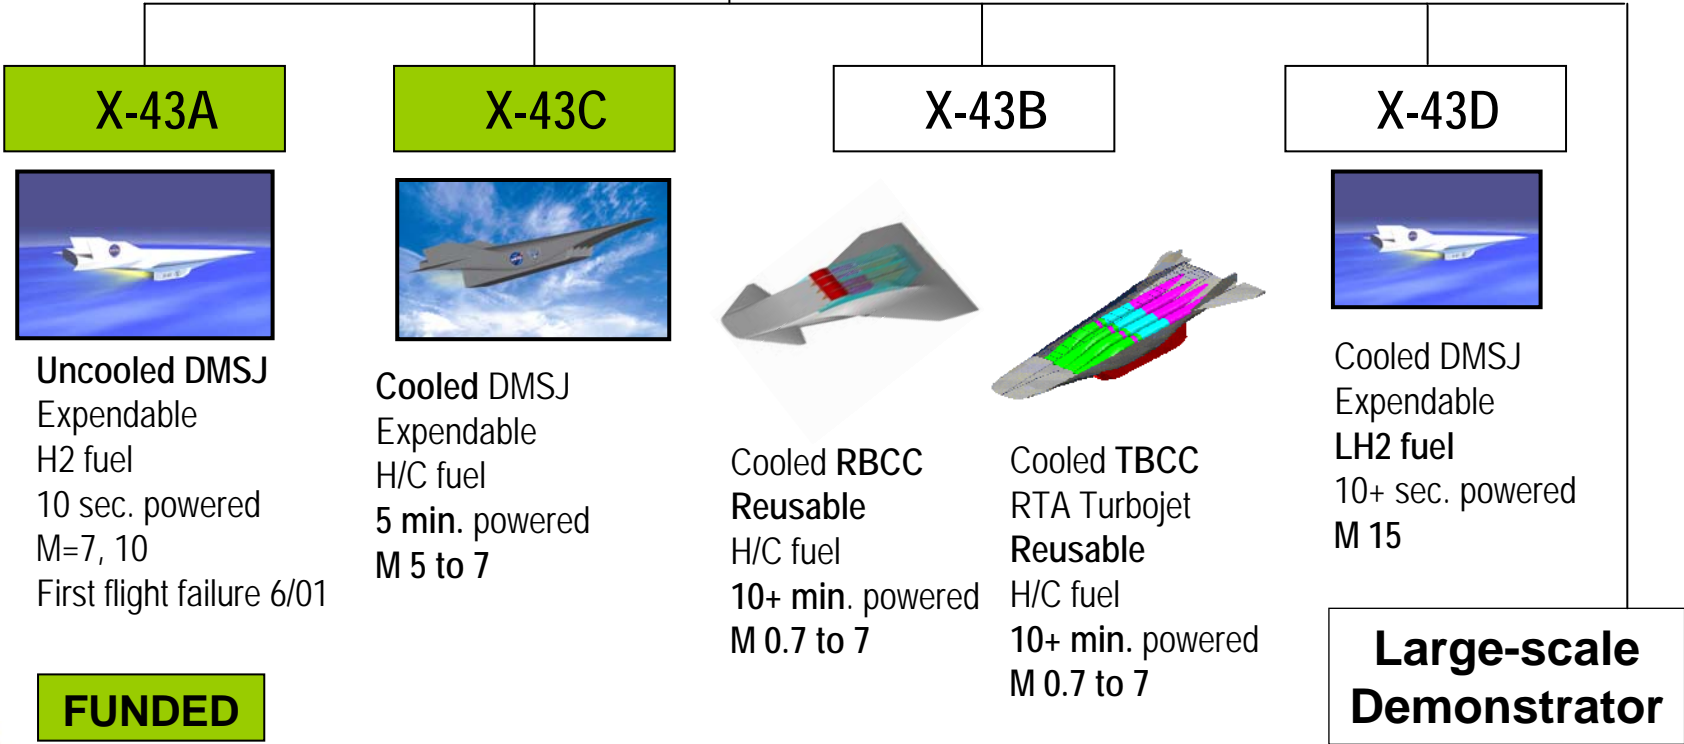 X-43A
X-43C
X-43B
X-43D
Uncooled DMSJ
Expendable
H2 fuel
10 sec. powered
M=7, 10
First flight failure 6/01
Cooled DMSJ
Expendable
H/C fuel
5 min. powered
M 5 to 7
Cooled RBCC
Reusable
H/C fuel
10+ min. powered
M 0.7 to 7
Cooled TBCC
RTA Turbojet
Reusable
H/C fuel
10+ min. powered
M 0.7 to 7
Cooled DMSJ
Expendable
LH2 fuel
10+ sec. powered
M 15
FUNDED
Large-scale
Demonstrator